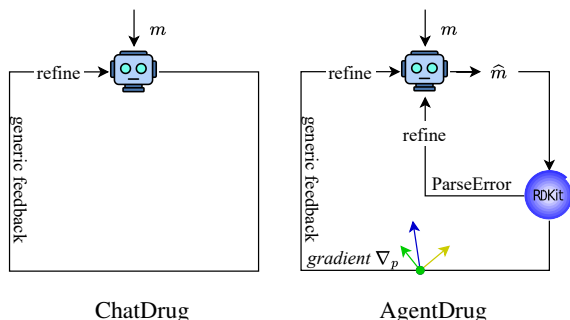 m
refine
generic feedback
ChatDrug
m
refine
m̂
refine
generic feedback
ParseError
RDKit
gradient ∇p
AgentDrug